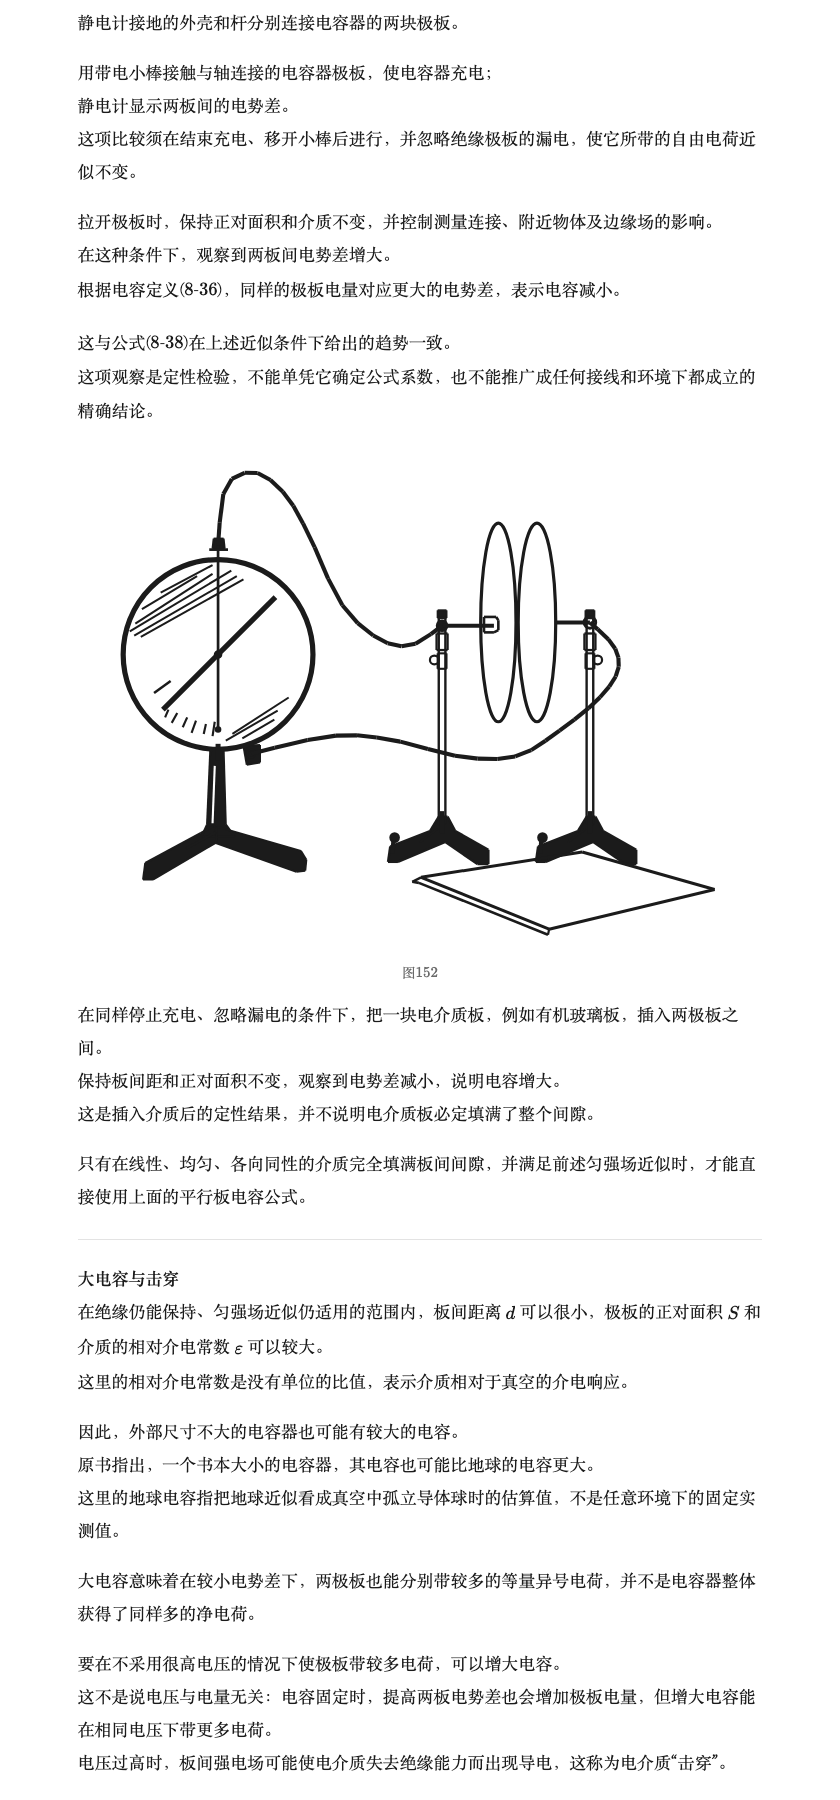 静电计接地的外壳和杆分别连接电容器的两块极板。
用带电小棒接触与轴连接的电容器极板，使电容器充电；
静电计显示两板间的电势差。
这项比较须在结束充电、移开小棒后进行，并忽略绝缘极板的漏电，使它所带的自由电荷近
似不变。
拉开极板时，保持正对面积和介质不变，并控制测量连接、附近物体及边缘场的影响。
在这种条件下，观察到两板间电势差增大。
根据电容定义(8-36)，同样的极板电量对应更大的电势差，表示电容减小。
这与公式(8-38)在上述近似条件下给出的趋势一致。
这项观察是定性检验，不能单凭它确定公式系数，也不能推广成任何接线和环境下都成立的
精确结论。
图152
在同样停止充电、忽略漏电的条件下，把一块电介质板，例如有机玻璃板，插入两极板之
间。
保持板间距和正对面积不变，观察到电势差减小，说明电容增大。
这是插入介质后的定性结果，并不说明电介质板必定填满了整个间隙。
只有在线性、均匀、各向同性的介质完全填满板间间隙，并满足前述匀强场近似时，才能直
接使用上面的平行板电容公式。
大电容与击穿
在绝缘仍能保持、匀强场近似仍适用的范围内，板间距离 d 可以很小，极板的正对面积 S 和
介质的相对介电常数 ε 可以较大。
这里的相对介电常数是没有单位的比值，表示介质相对于真空的介电响应。
因此，外部尺寸不大的电容器也可能有较大的电容。
原书指出，一个书本大小的电容器，其电容也可能比地球的电容更大。
这里的地球电容指把地球近似看成真空中孤立导体球时的估算值，不是任意环境下的固定实
测值。
大电容意味着在较小电势差下，两极板也能分别带较多的等量异号电荷，并不是电容器整体
获得了同样多的净电荷。
要在不采用很高电压的情况下使极板带较多电荷，可以增大电容。
这不是说电压与电量无关：电容固定时，提高两板电势差也会增加极板电量，但增大电容能
在相同电压下带更多电荷。
电压过高时，板间强电场可能使电介质失去绝缘能力而出现导电，这称为电介质“击穿”。